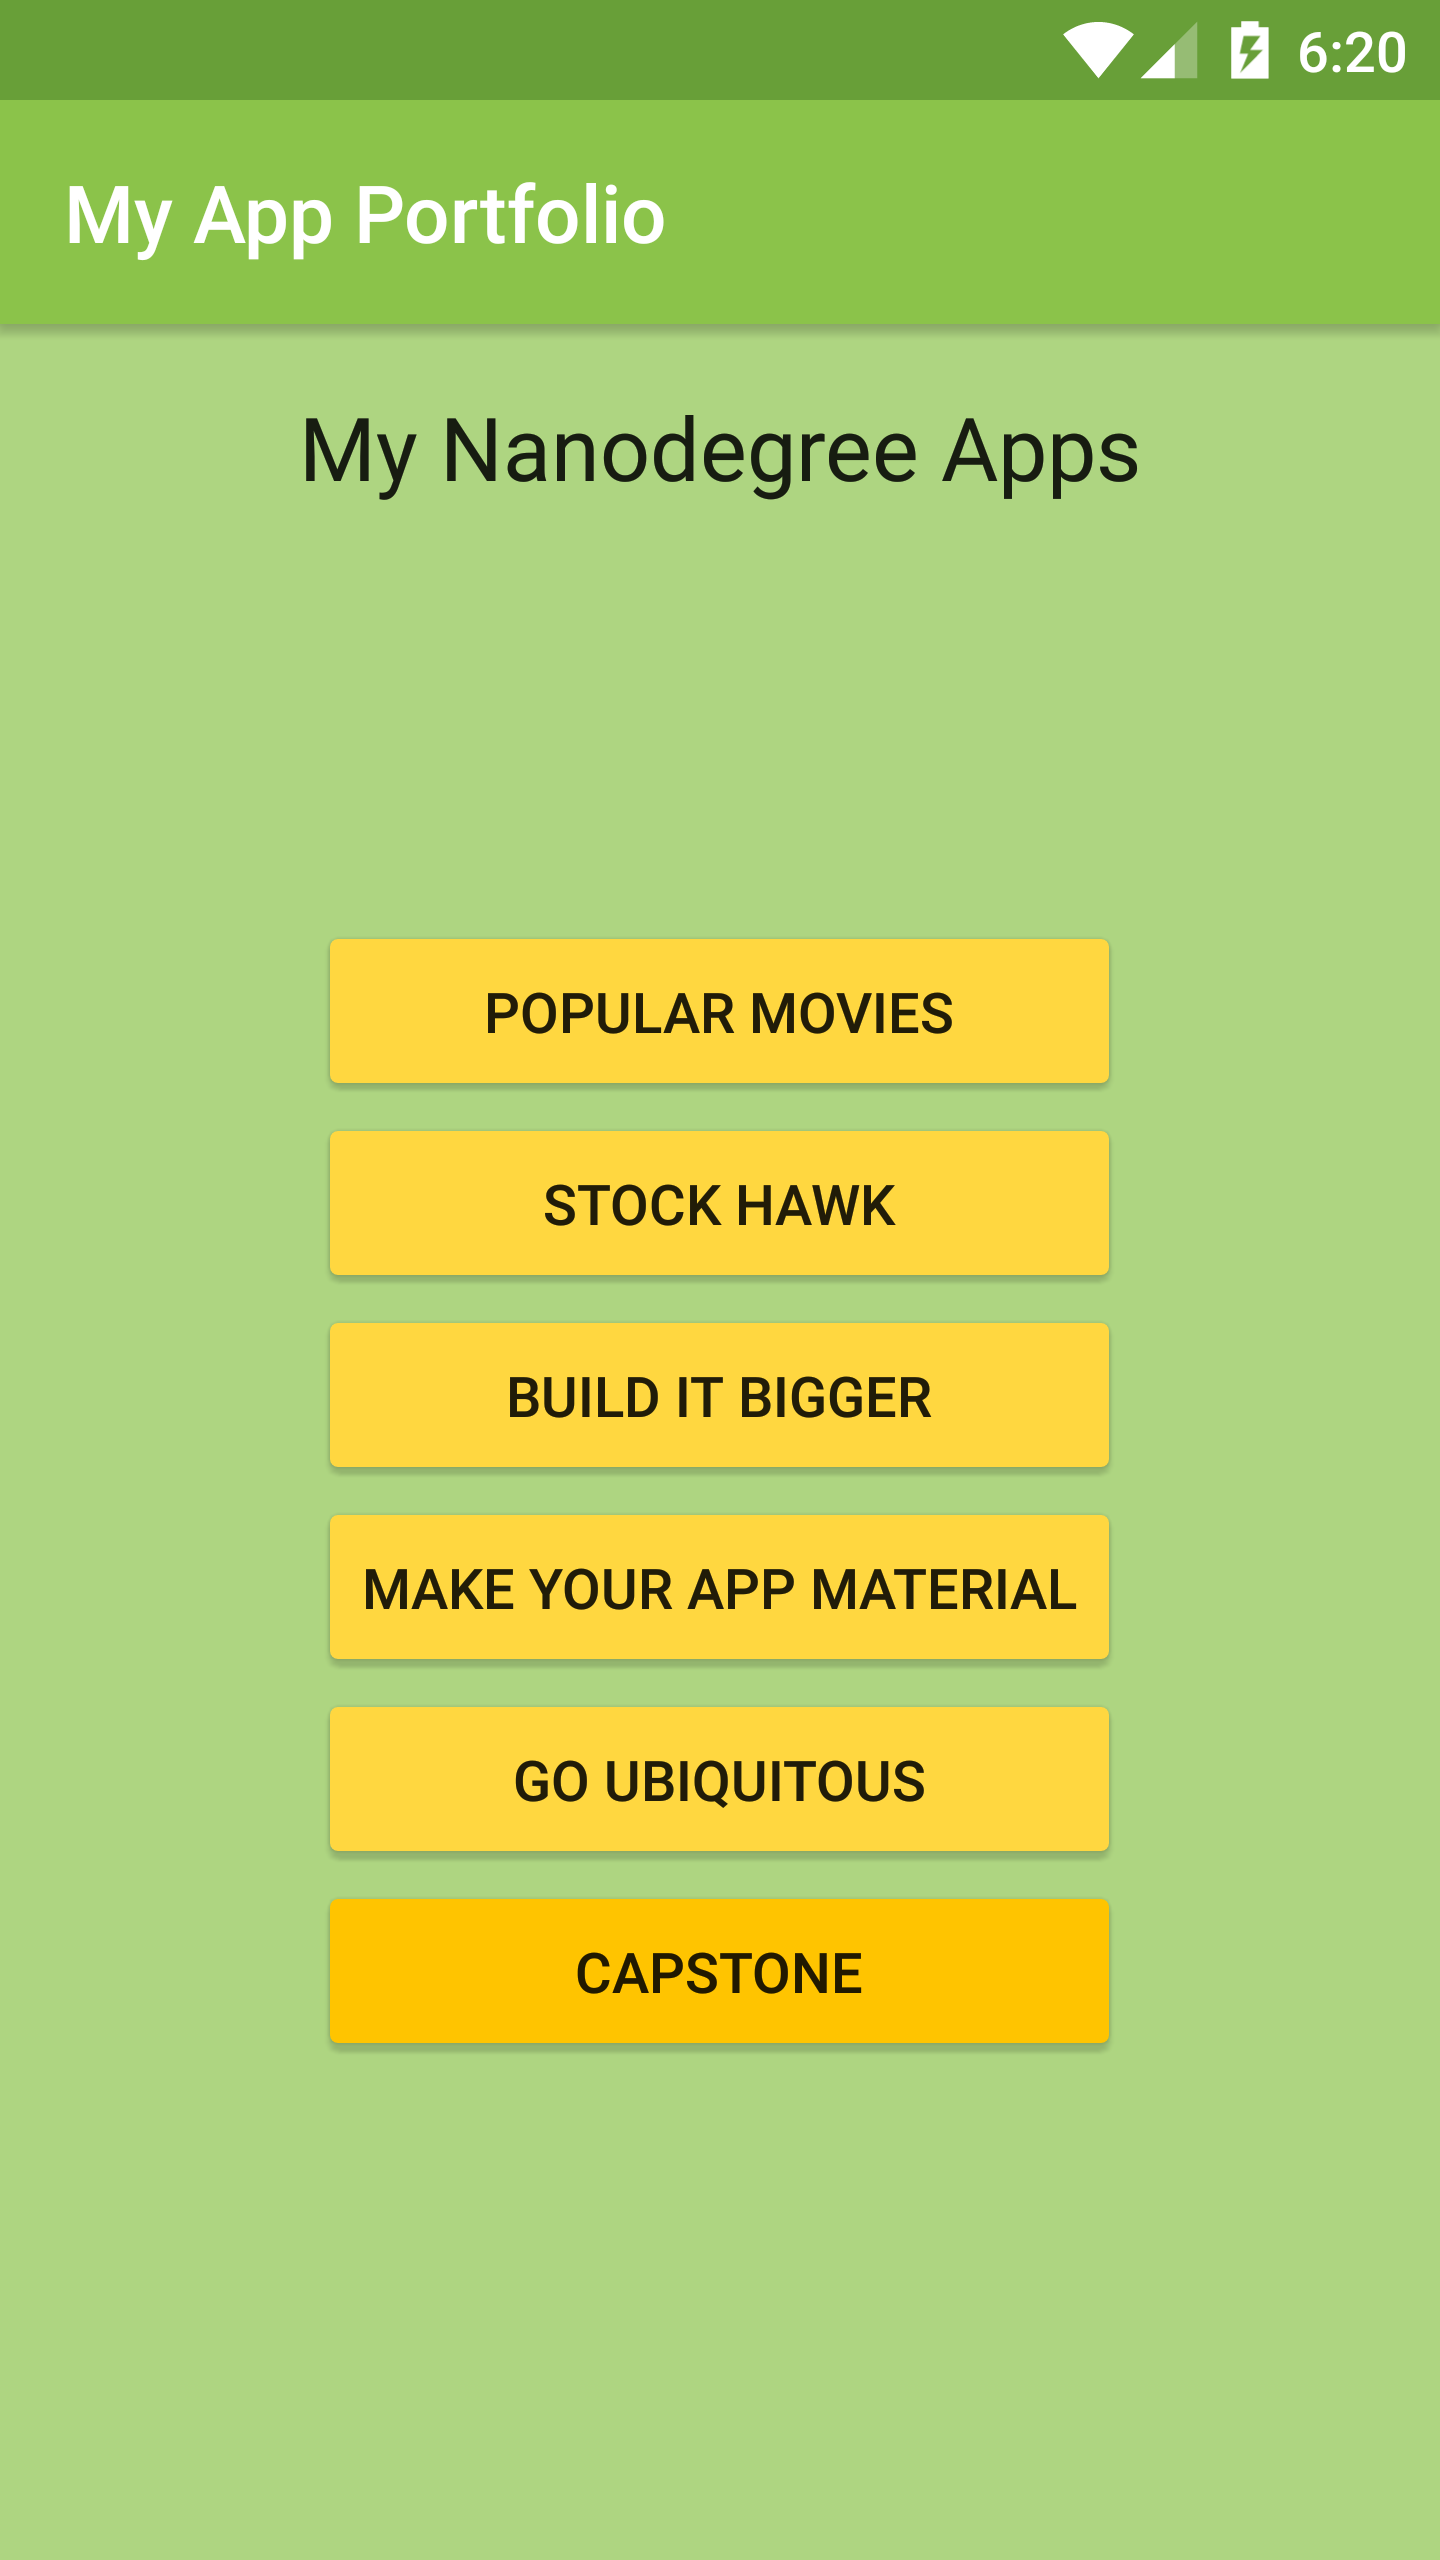 6:20
My App Portfolio
My Nanodegree Apps
POPULAR MOVIES
STOCK HAWK
BUILD IT BIGGER
MAKE YOUR APP MATERIAL
GO UBIQUITOUS
CAPSTONE